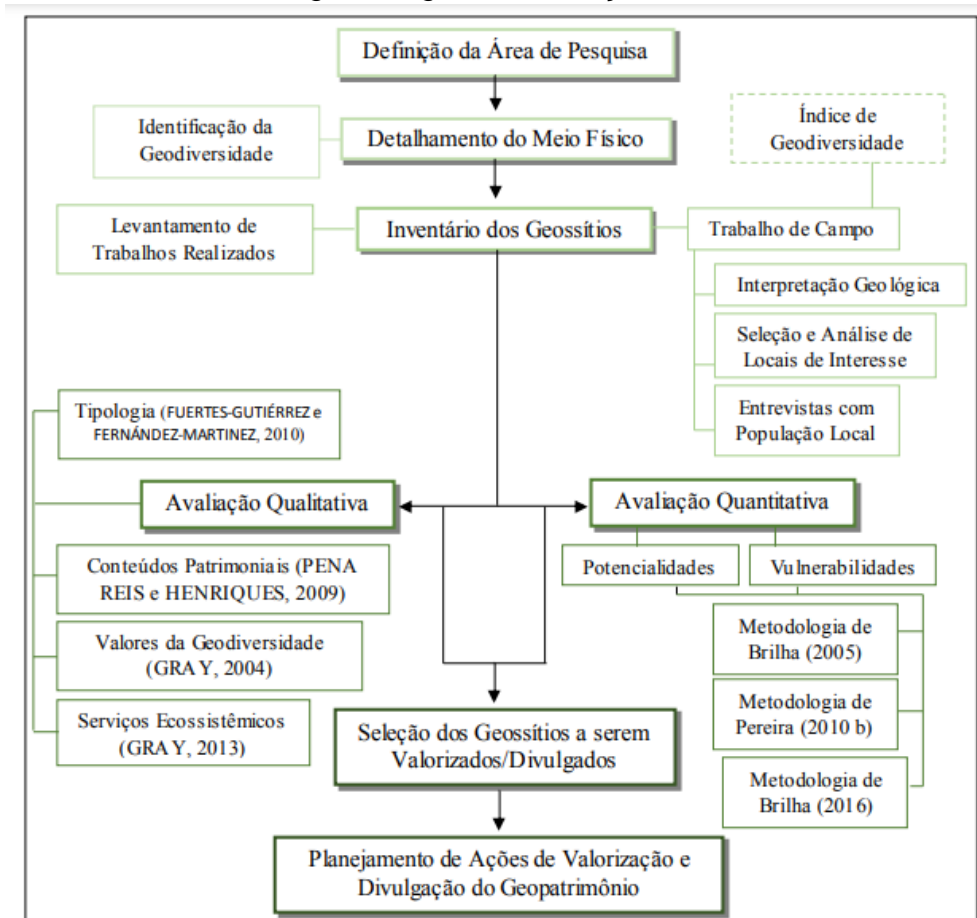 Definição da Área de Pesquisa
Índice de
Geodiversidade
Identificação da
Geodiversidade
Detalhamento do Meio Físico
Levantamento de
Trabalhos Realizados
Inventário dos Geossítios
Trabalho de Campo
Interpretação Geológica
Seleção e Análise de
Locais de Interesse
Entrevistas com
População Local
Tipologia (FUERTES-GUTIÉRREZ e
FERNÁNDEZ-MARTINEZ, 2010)
Avaliação Qualitativa
Avaliação Quantitativa
Conteúdos Patrimoniais (PENA
REIS e HENRIQUES, 2009)
Valores da Geodiversidade
(GRAY, 2004)
Serviços Ecossistêmicos
(GRAY, 2013)
Potencialidades
Vulnerabilidades
Metodologia de
Brilha (2005)
Metodologia de
Pereira (2010 b)
Metodologia de
Brilha (2016)
Seleção dos Geossítios a serem
Valorizados/Divulgados
Planejamento de Ações de Valorização e
Divulgação do Geopatrimônio